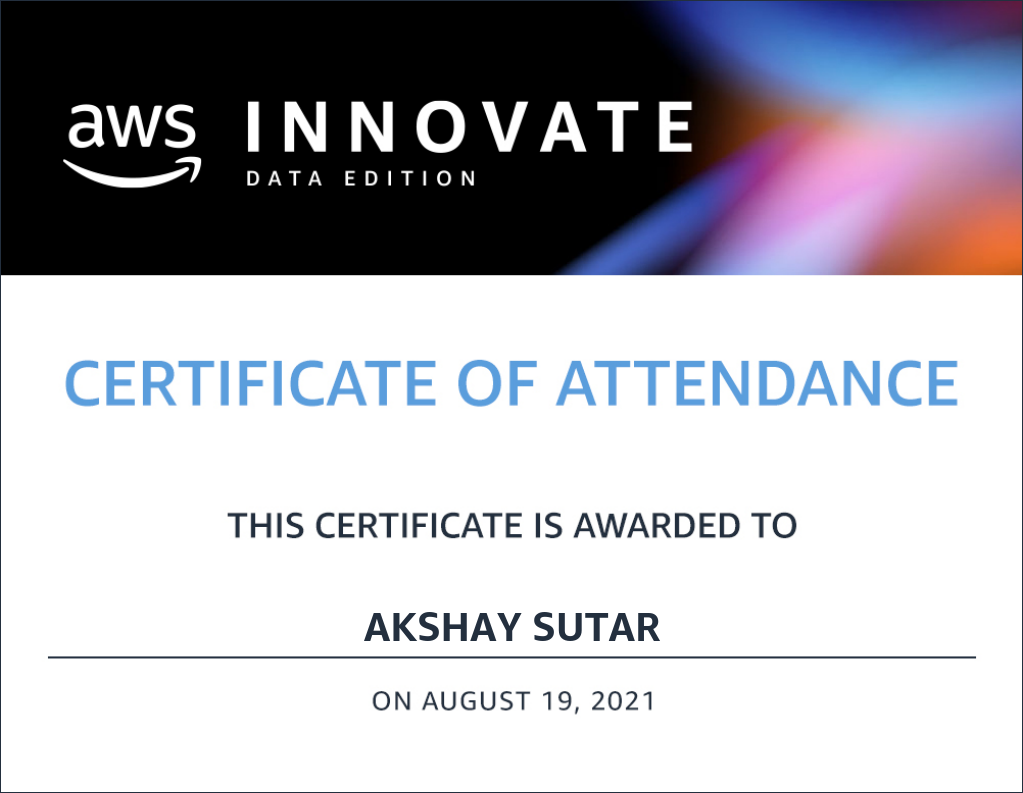 aws INNOVATE
DATA EDITION
CERTIFICATE OF ATTENDANCE
THIS CERTIFICATE IS AWARDED TO
AKSHAY SUTAR
ON AUGUST 19, 2021